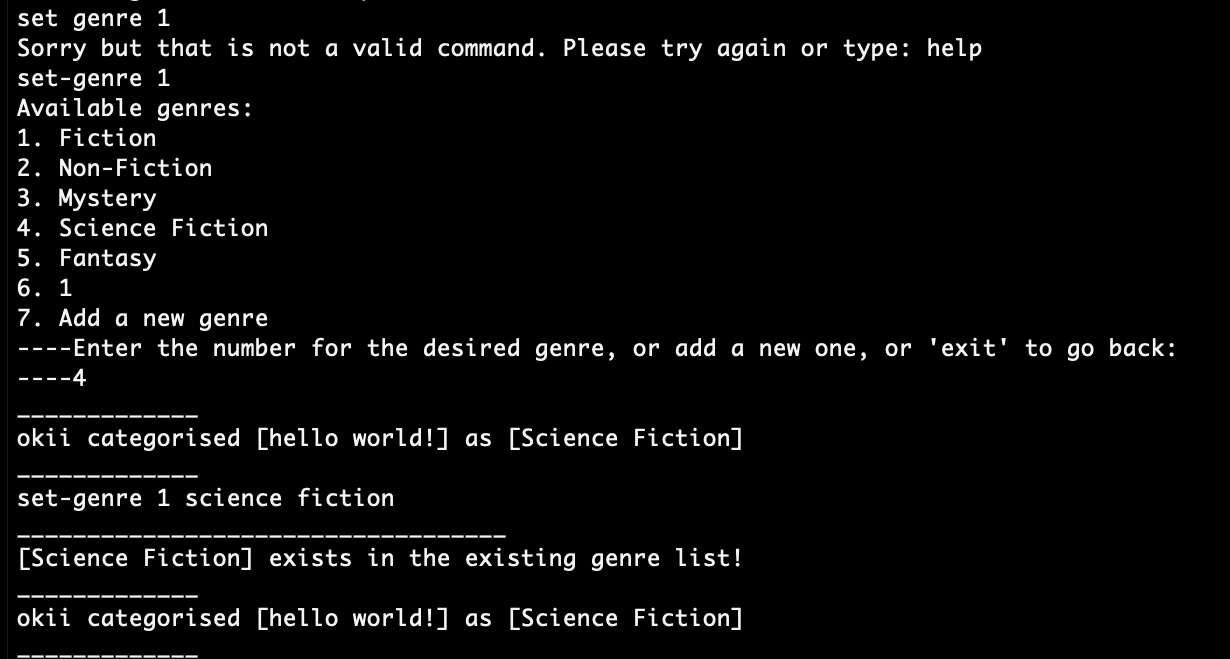 set genre 1
Sorry but that is not a valid command. Please try again or type: help
set-genre 1
Available genres:
1. Fiction
2. Non-Fiction
3. Mystery
4. Science Fiction
5. Fantasy
6. 1
7. Add a new genre
----Enter the number for the desired genre, or add a new one, or 'exit' to go back:
----4
_____________
okii categorised [hello world!] as [Science Fiction]
_____________
set-genre 1 science fiction
___________________________________
[Science Fiction] exists in the existing genre list!
_____________
okii categorised [hello world!] as [Science Fiction]
_____________